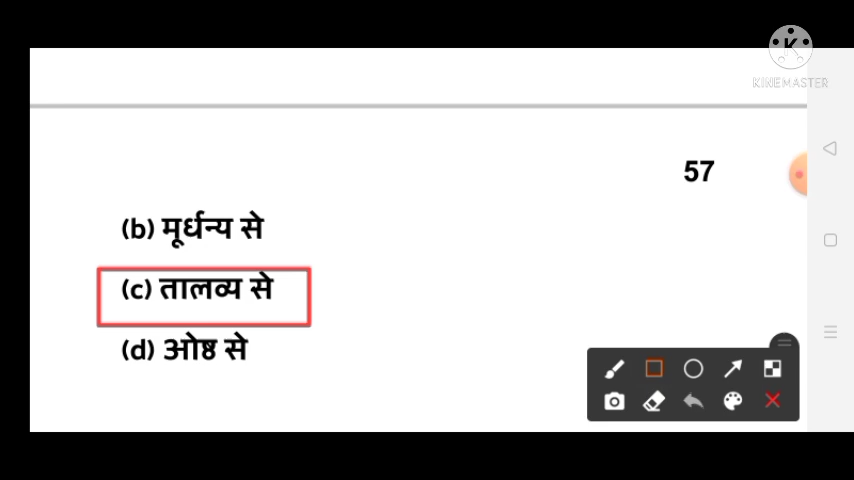 KINEMASTER
57
(b) मूर्धन्य से
(c) तालव्य से
(d) ओष्ठ से